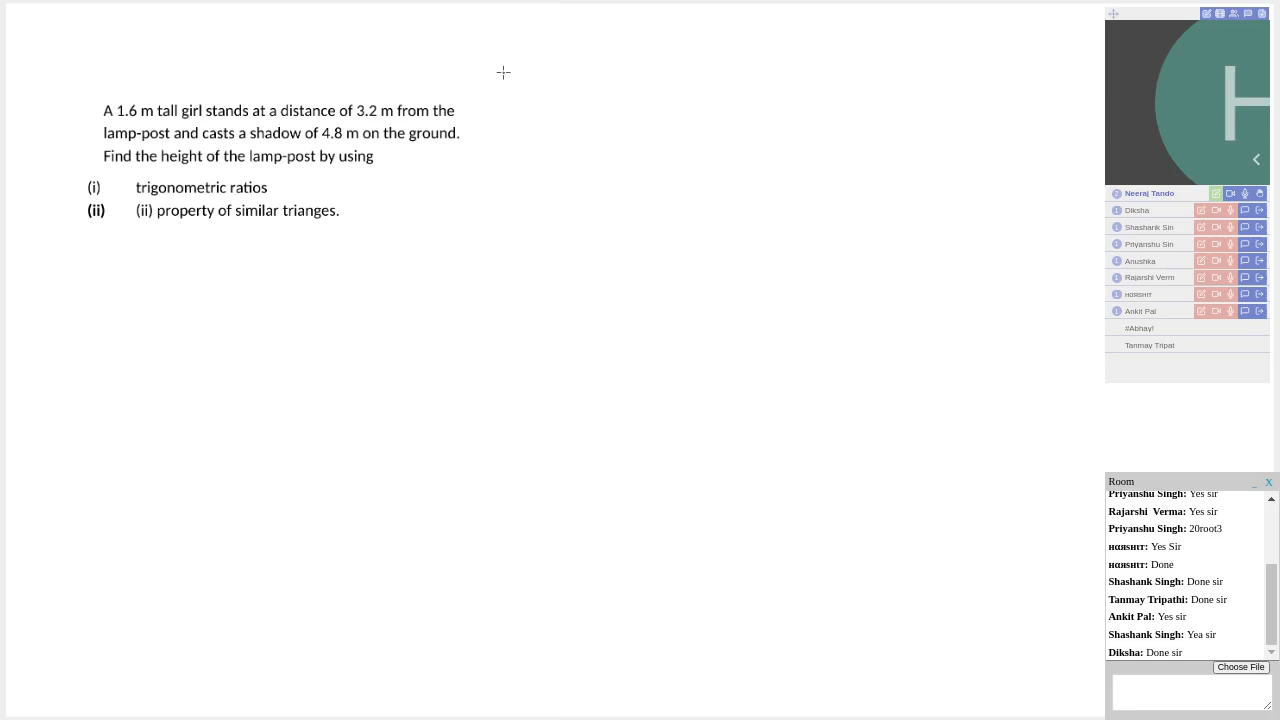 A 1.6 m tall girl stands at a distance of 3.2 m from the
lamp-post and casts a shadow of 4.8 m on the ground.
Find the height of the lamp-post by using
(i) trigonometric ratios
(ii) (ii) property of similar trianges.
H
Neeraj Tando
Diksha
Shashank Sin
Priyanshu Sin
Anushka
Rajarshi Verm
нαяsнιт
Ankit Pal
#Abhay!
Tanmay Tripat
Room _ X
Priyanshu Singh: Yes sir
Rajarshi Verma: Yes sir
Priyanshu Singh: 20root3
нαяsнιт: Yes Sir
нαяsнιт: Done
Shashank Singh: Done sir
Tanmay Tripathi: Done sir
Ankit Pal: Yes sir
Shashank Singh: Yea sir
Diksha: Done sir
Choose File